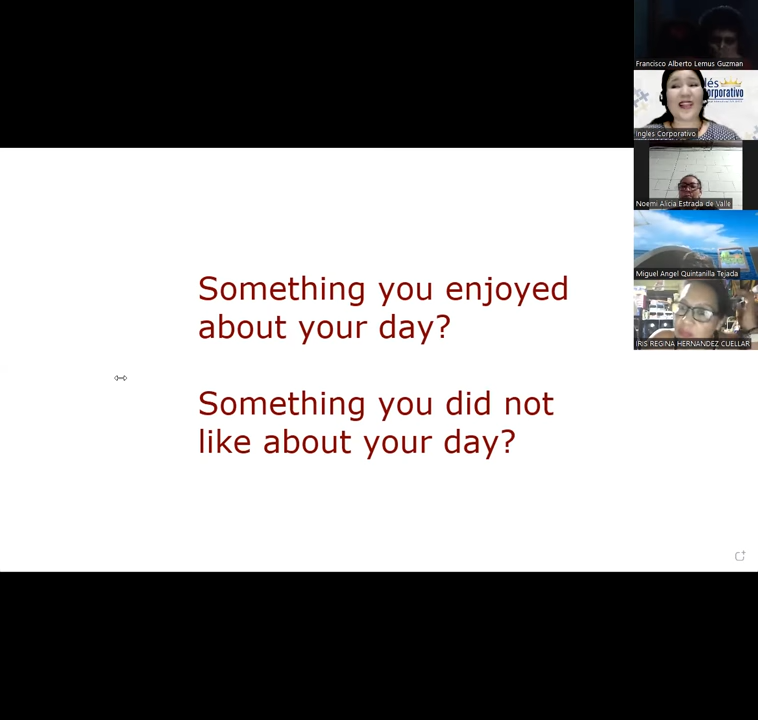 Francisco Alberto Lemus Guzman
Inglés Corporativo
Noemi Alicia Estrada de Valle
Miguel Angel Quintanilla Tejada
IRIS REGINA HERNANDEZ CUELLAR
Something you enjoyed
about your day?
Something you did not
like about your day?